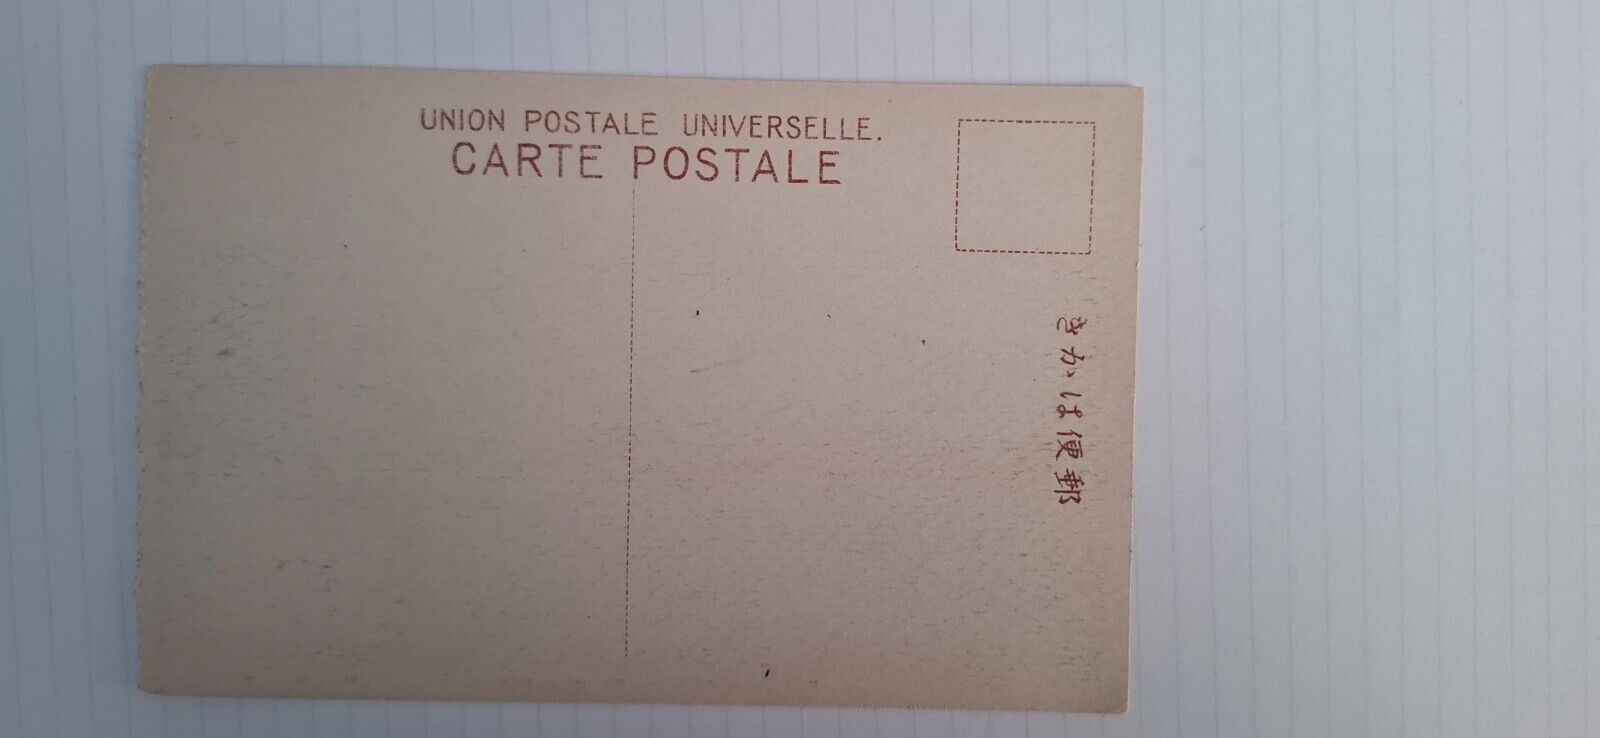 UNION POSTALE UNIVERSELLE.
CARTE POSTALE
きかは便郵